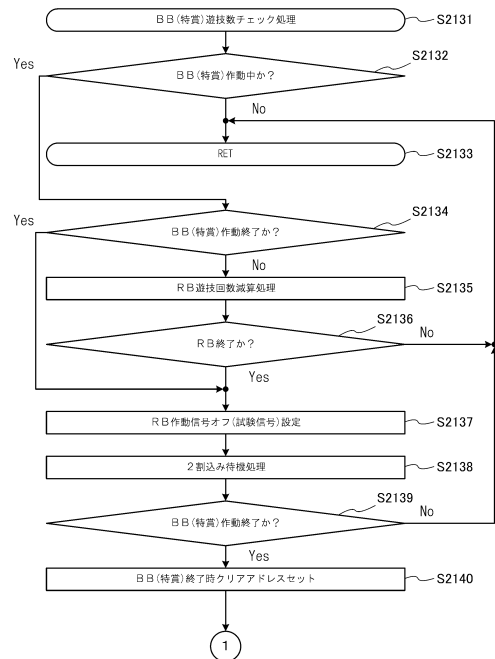 BB(特賞)遊技数チェック処理
S2131
Yes
S2132
BB(特賞)作動中か?
No
RET
S2133
Yes
S2134
BB(特賞)作動終了か?
No
RB遊技回数減算処理
S2135
S2136
No
RB終了か?
Yes
RB作動信号オフ(試験信号)設定
S2137
2割込み待機処理
S2138
S2139
No
BB(特賞)作動終了か?
Yes
BB(特賞)終了時クリアアドレスセット
S2140
1